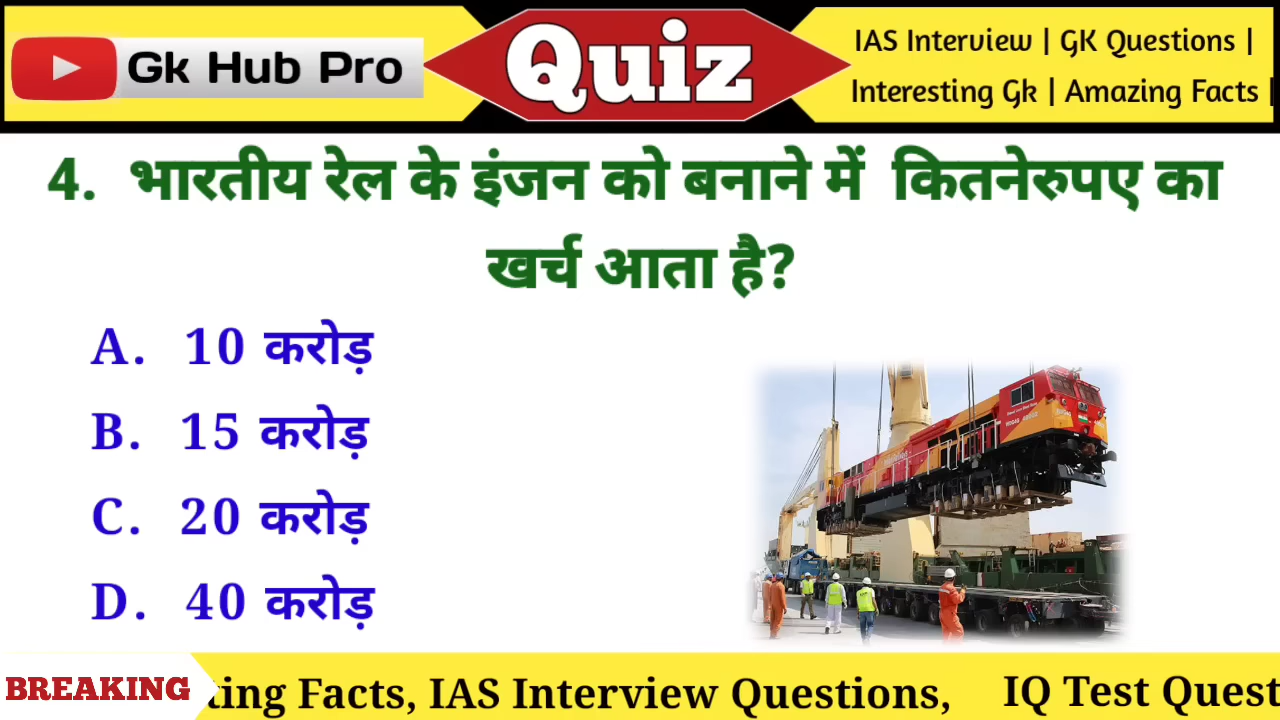 Gk Hub Pro
Quiz
IAS Interview | GK Questions |
Interesting Gk | Amazing Facts |
4. भारतीय रेल के इंजन को बनाने में कितनेरुपए का
खर्च आता है?
A. 10 करोड़
B. 15 करोड़
C. 20 करोड़
D. 40 करोड़
BREAKING
ting Facts, IAS Interview Questions, IQ Test Quest